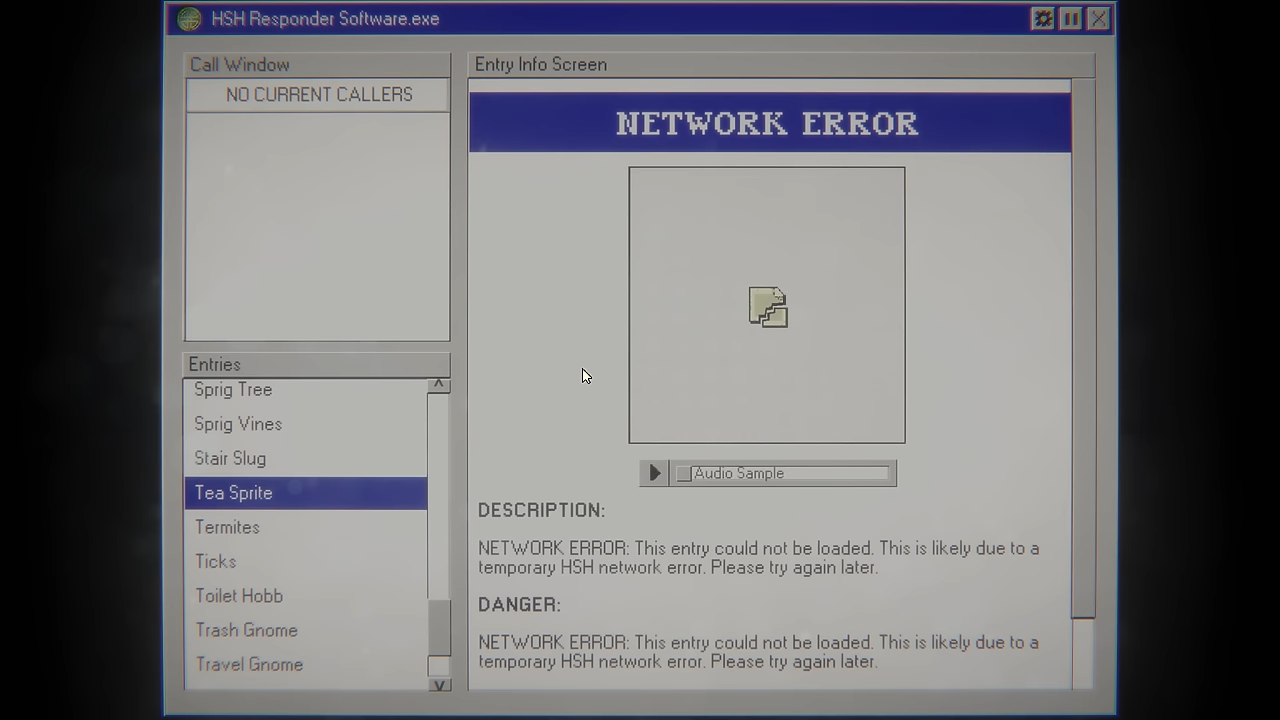 HSH Responder Software.exe
Call Window
NO CURRENT CALLERS
Entries
Sprig Tree
Sprig Vines
Stair Slug
Tea Sprite
Termites
Ticks
Toilet Hobb
Trash Gnome
Travel Gnome
Entry Info Screen
NETWORK ERROR
Audio Sample
DESCRIPTION:
NETWORK ERROR: This entry could not be loaded. This is likely due to a
temporary HSH network error. Please try again later.
DANGER:
NETWORK ERROR: This entry could not be loaded. This is likely due to a
temporary HSH network error. Please try again later.